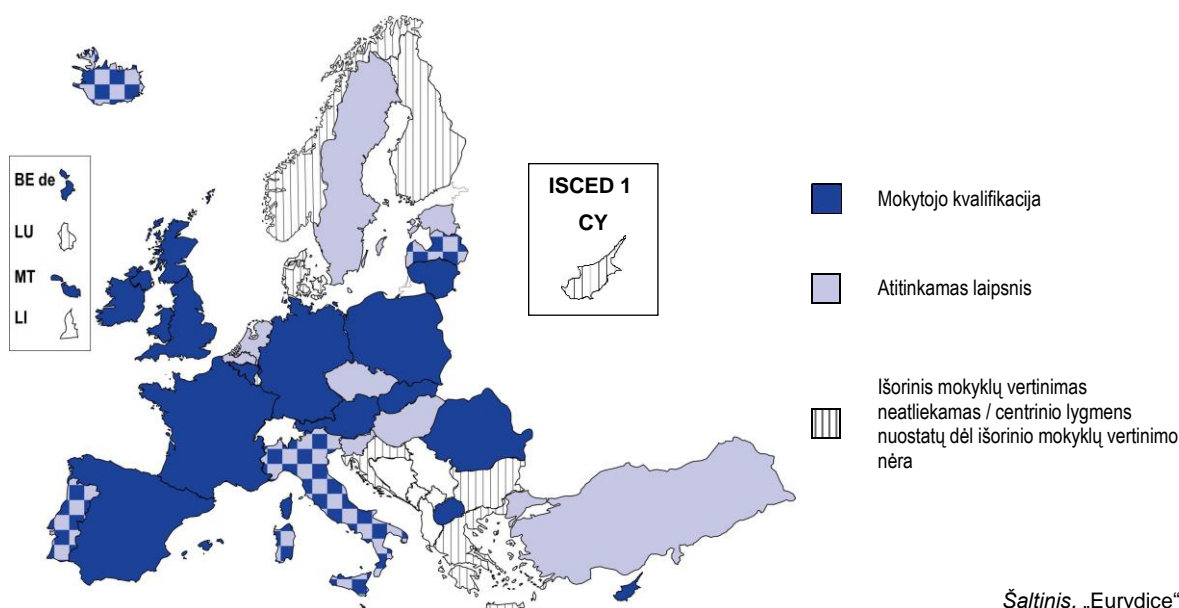 BE de
LU
MT
LI
ISCED 1
CY
Mokytojo kvalifikacija
Atitinkamas laipsnis
Išorinis mokyklų vertinimas
neatliekamas / centrinio lygmens
nuostatų dėl išorinio mokyklų vertinimo
nėra
Šaltinis. „Eurydice“